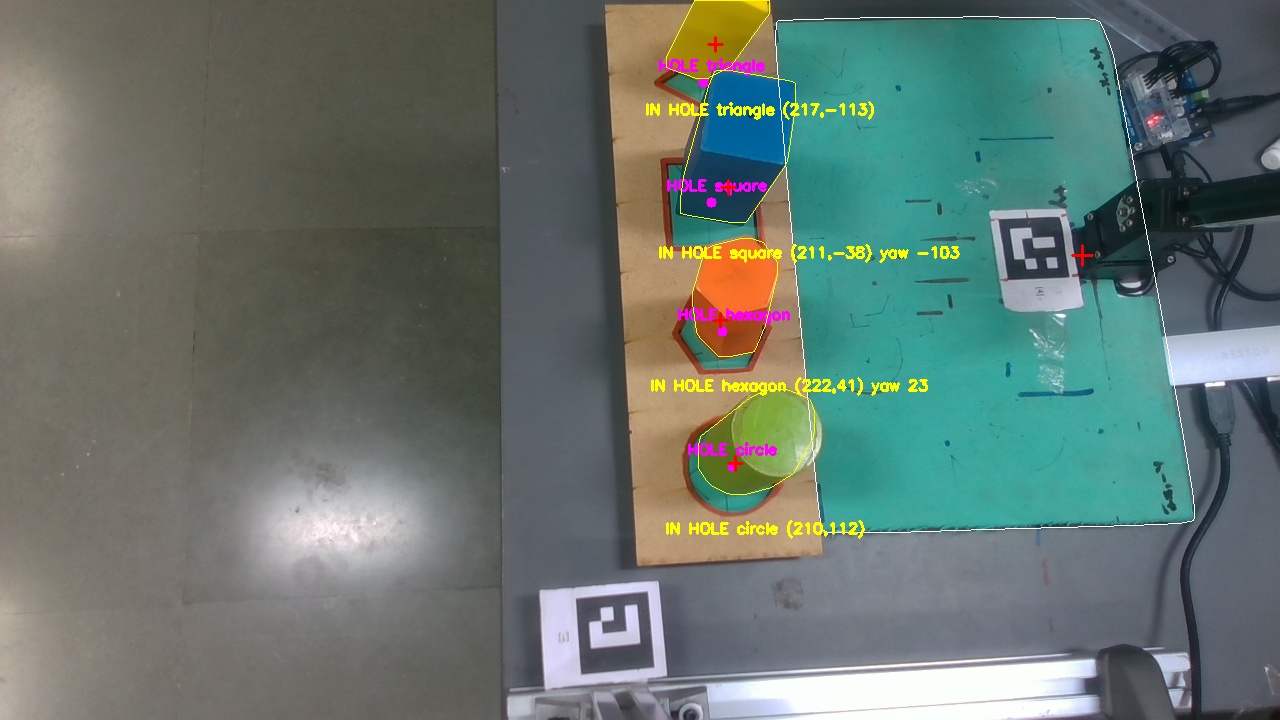 HOLE triangle
IN HOLE triangle (217,-113)
HOLE square
IN HOLE square (211,-38) yaw -103
HOLE hexagon
IN HOLE hexagon (222,41) yaw 23
HOLE circle
IN HOLE circle (210,112)